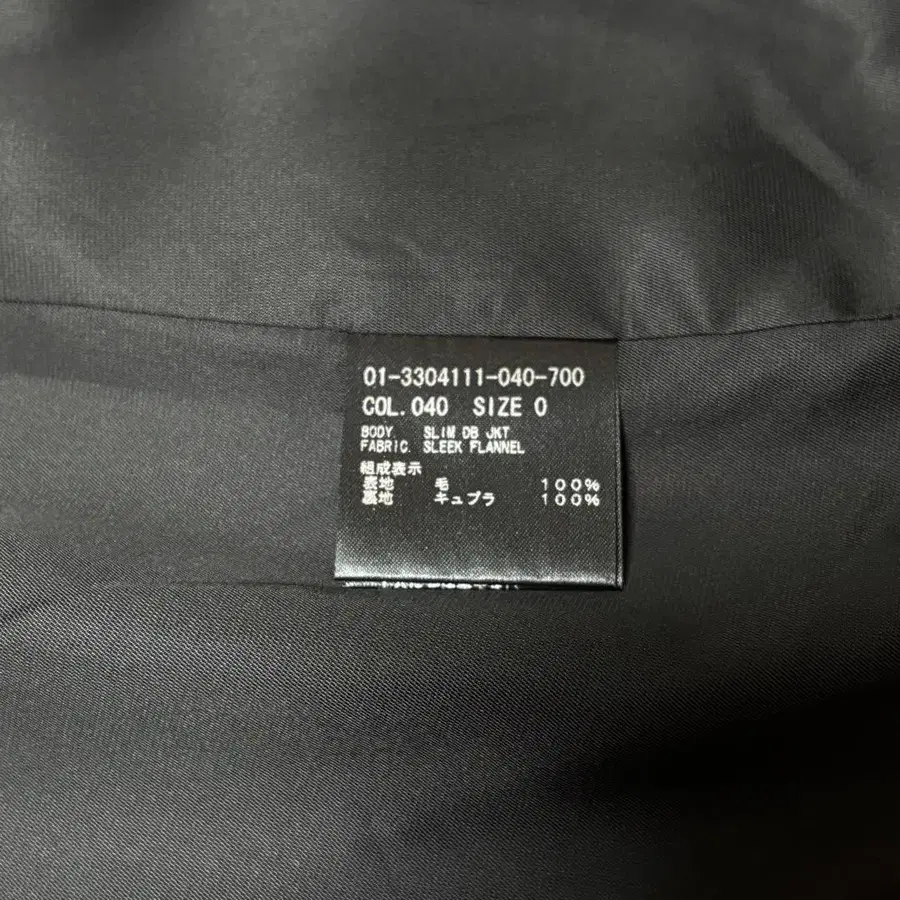 01-3304111-040-700
COL.040 SIZE 0
BODY. SLIM DB JKT
FABRIC. SLEEK FLANNEL
組成表示
表地 毛 100%
裏地 キュプラ 100%